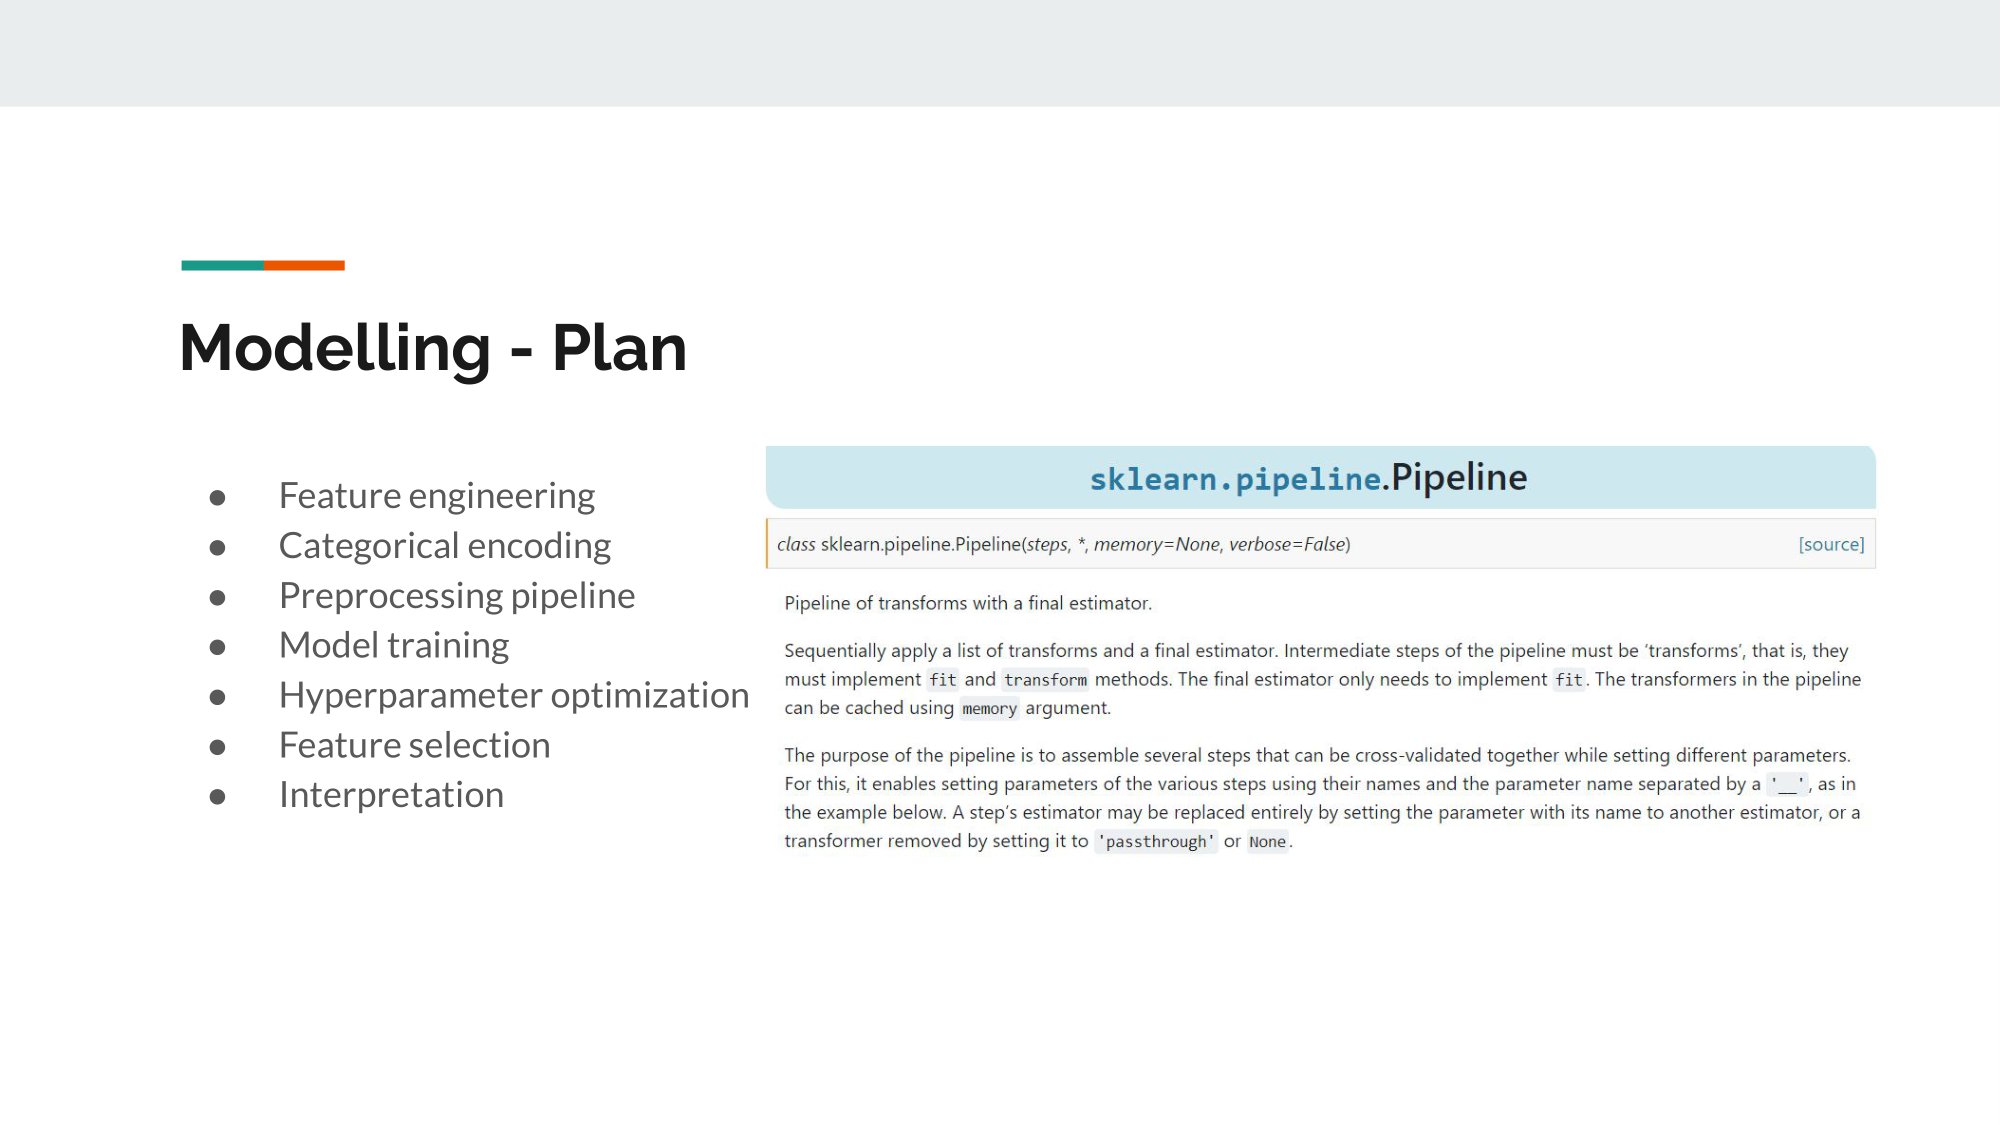 Modelling - Plan
● Feature engineering
● Categorical encoding
● Preprocessing pipeline
● Model training
● Hyperparameter optimization
● Feature selection
● Interpretation
sklearn.pipeline.Pipeline
class sklearn.pipeline.Pipeline(steps, *, memory=None, verbose=False) [source]
Pipeline of transforms with a final estimator.
Sequentially apply a list of transforms and a final estimator. Intermediate steps of the pipeline must be ‘transforms’, that is, they
must implement fit and transform methods. The final estimator only needs to implement fit. The transformers in the pipeline
can be cached using memory argument.
The purpose of the pipeline is to assemble several steps that can be cross-validated together while setting different parameters.
For this, it enables setting parameters of the various steps using their names and the parameter name separated by a '__', as in
the example below. A step’s estimator may be replaced entirely by setting the parameter with its name to another estimator, or a
transformer removed by setting it to 'passthrough' or None.